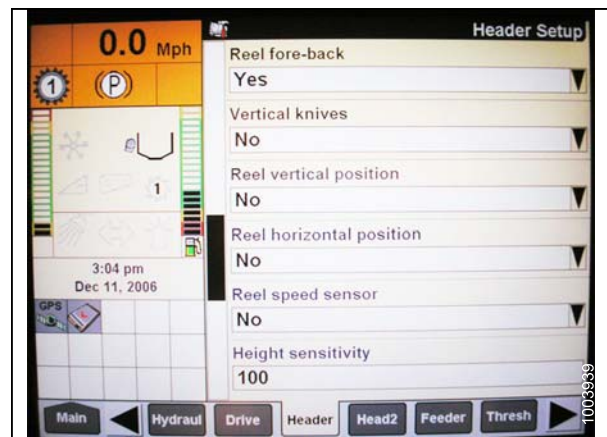 0.0 Mph
Header Setup
1
(P)
Reel fore-back
Yes
Vertical knives
No
1
Reel vertical position
No
Reel horizontal position
No
3:04 pm
Dec 11, 2006
Reel speed sensor
No
GPS
Height sensitivity
100
Main
Hydraul
Drive
Header
Head2
Feeder
Thresh
1003939